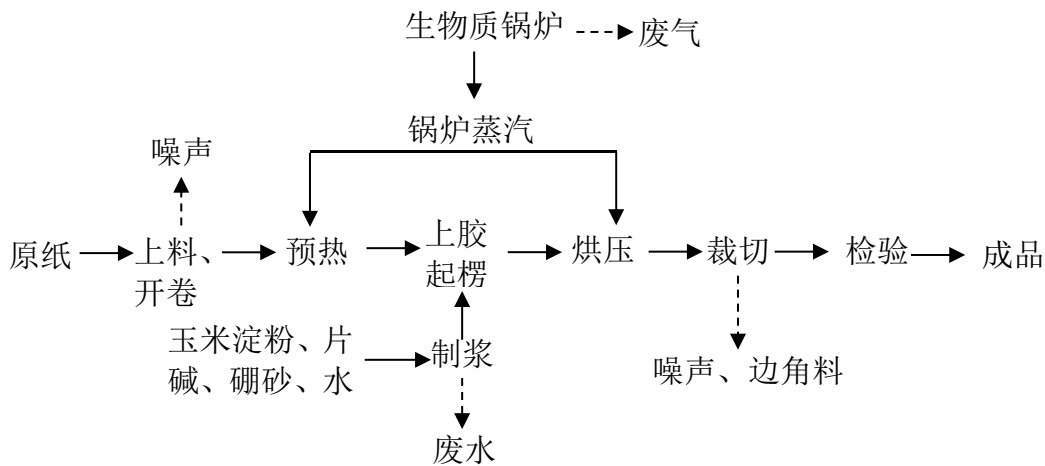 生物质锅炉
废气
锅炉蒸汽
噪声
原纸
上料、
开卷
预热
上胶
起楞
烘压
裁切
检验
成品
玉米淀粉、片
碱、硼砂、水
制浆
噪声、边角料
废水